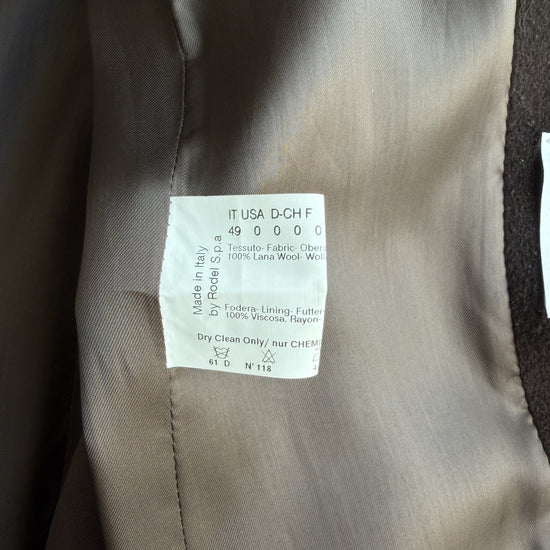 IT USA D-CH F
49 0 0 0 0
Tessuto- Fabric- Obers
100% Lana Wool- Woll
Made in Italy
by Rodel S.p.a
Fodera- Lining- Futter
100% Viscosa. Rayon-
Dry Clean Only/ nur CHEMI
61 D N° 118